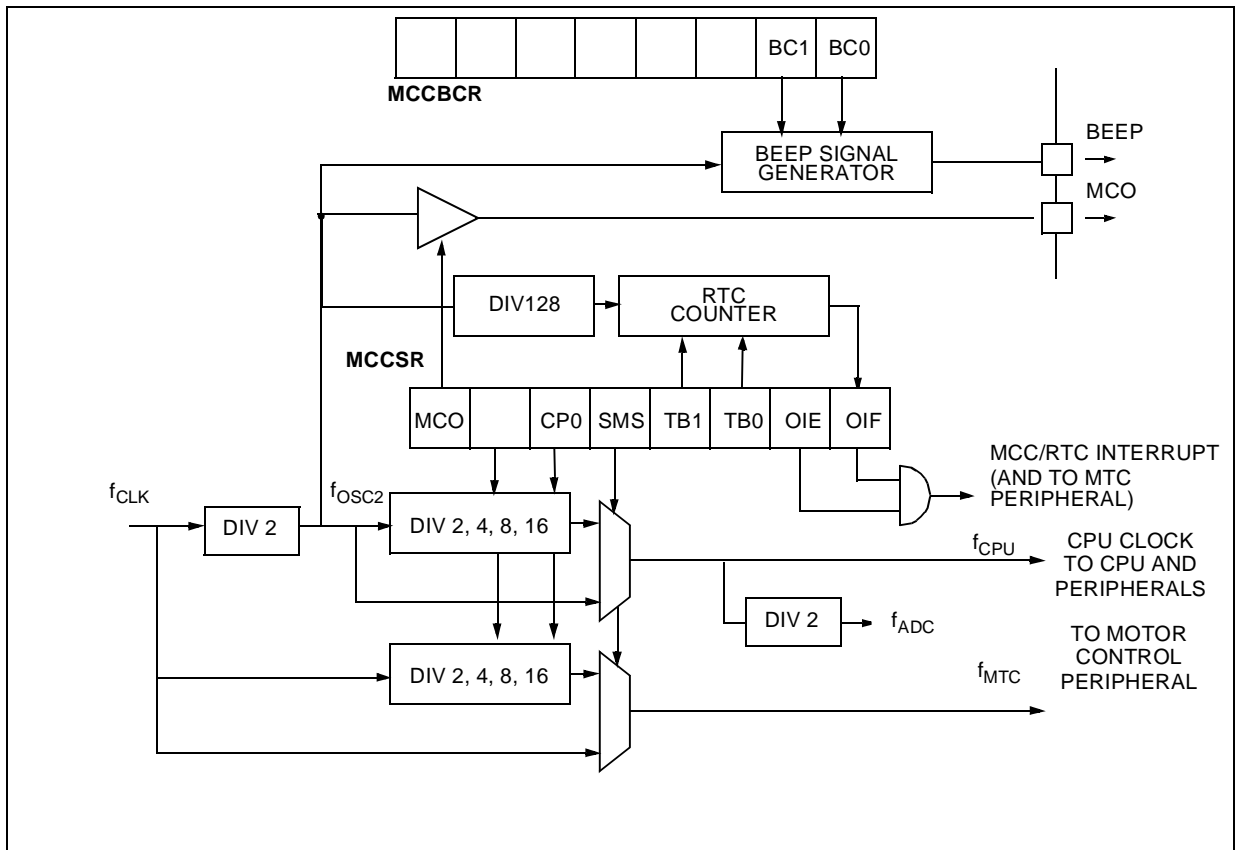 BC1 BC0
MCCBCR
BEEP
BEEP SIGNAL
GENERATOR
MCO
DIV128
RTC
COUNTER
MCCSR
MCO CP0 SMS TB1 TB0 OIE OIF
MCC/RTC INTERRUPT
(AND TO MTC
PERIPHERAL)
fCLK
fOSC2
DIV 2
DIV 2, 4, 8, 16
fCPU
CPU CLOCK
TO CPU AND
PERIPHERALS
DIV 2
fADC
DIV 2, 4, 8, 16
fMTC
TO MOTOR
CONTROL
PERIPHERAL